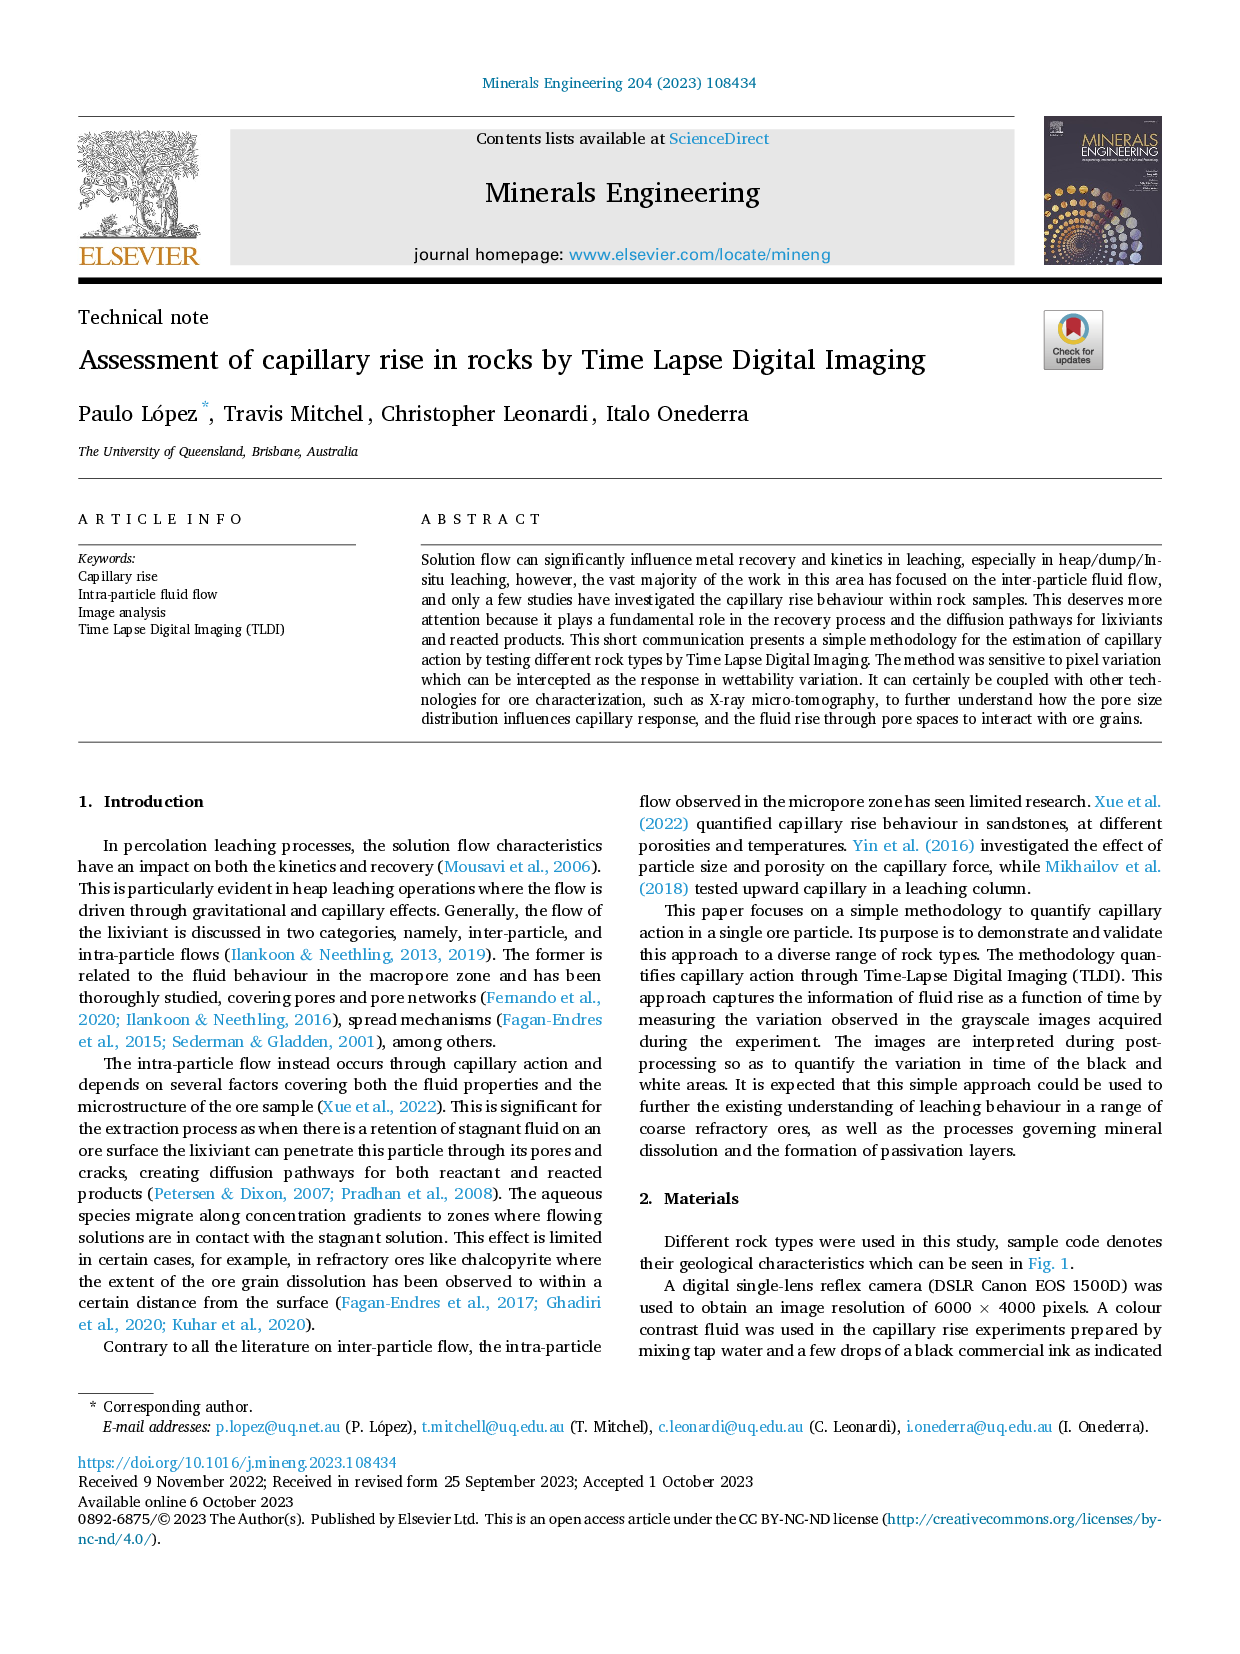 Minerals Engineering 204 (2023) 108434
Contents lists available at ScienceDirect
Minerals Engineering
journal homepage: www.elsevier.com/locate/mineng
ELSEVIER
MINERALS
ENGINEERING
Technical note
Check for
updates
Assessment of capillary rise in rocks by Time Lapse Digital Imaging
Paulo López *, Travis Mitchel, Christopher Leonardi, Italo Onederra
The University of Queensland, Brisbane, Australia
ARTICLE INFO
Keywords:
Capillary rise
Intra-particle fluid flow
Image analysis
Time Lapse Digital Imaging (TLDI)
ABSTRACT
Solution flow can significantly influence metal recovery and kinetics in leaching, especially in heap/dump/In-
situ leaching, however, the vast majority of the work in this area has focused on the inter-particle fluid flow,
and only a few studies have investigated the capillary rise behaviour within rock samples. This deserves more
attention because it plays a fundamental role in the recovery process and the diffusion pathways for lixiviants
and reacted products. This short communication presents a simple methodology for the estimation of capillary
action by testing different rock types by Time Lapse Digital Imaging. The method was sensitive to pixel variation
which can be intercepted as the response in wettability variation. It can certainly be coupled with other tech-
nologies for ore characterization, such as X-ray micro-tomography, to further understand how the pore size
distribution influences capillary response, and the fluid rise through pore spaces to interact with ore grains.
1. Introduction
In percolation leaching processes, the solution flow characteristics
have an impact on both the kinetics and recovery (Mousavi et al., 2006).
This is particularly evident in heap leaching operations where the flow is
driven through gravitational and capillary effects. Generally, the flow of
the lixiviant is discussed in two categories, namely, inter-particle, and
intra-particle flows (Ilankoon & Neethling, 2013, 2019). The former is
related to the fluid behaviour in the macropore zone and has been
thoroughly studied, covering pores and pore networks (Fernando et al.,
2020; Ilankoon & Neethling, 2016), spread mechanisms (Fagan-Endres
et al., 2015; Sederman & Gladden, 2001), among others.
The intra-particle flow instead occurs through capillary action and
depends on several factors covering both the fluid properties and the
microstructure of the ore sample (Xue et al., 2022). This is significant for
the extraction process as when there is a retention of stagnant fluid on an
ore surface the lixiviant can penetrate this particle through its pores and
cracks, creating diffusion pathways for both reactant and reacted
products (Petersen & Dixon, 2007; Pradhan et al., 2008). The aqueous
species migrate along concentration gradients to zones where flowing
solutions are in contact with the stagnant solution. This effect is limited
in certain cases, for example, in refractory ores like chalcopyrite where
the extent of the ore grain dissolution has been observed to within a
certain distance from the surface (Fagan-Endres et al., 2017; Ghadiri
et al., 2020; Kuhar et al., 2020).
Contrary to all the literature on inter-particle flow, the intra-particle
flow observed in the micropore zone has seen limited research. Xue et al.
(2022) quantified capillary rise behaviour in sandstones, at different
porosities and temperatures. Yin et al. (2016) investigated the effect of
particle size and porosity on the capillary force, while Mikhailov et al.
(2018) tested upward capillary in a leaching column.
This paper focuses on a simple methodology to quantify capillary
action in a single ore particle. Its purpose is to demonstrate and validate
this approach to a diverse range of rock types. The methodology quan-
tifies capillary action through Time-Lapse Digital Imaging (TLDI). This
approach captures the information of fluid rise as a function of time by
measuring the variation observed in the grayscale images acquired
during the experiment. The images are interpreted during post-
processing so as to quantify the variation in time of the black and
white areas. It is expected that this simple approach could be used to
further the existing understanding of leaching behaviour in a range of
coarse refractory ores, as well as the processes governing mineral
dissolution and the formation of passivation layers.
2. Materials
Different rock types were used in this study, sample code denotes
their geological characteristics which can be seen in Fig. 1.
A digital single-lens reflex camera (DSLR Canon EOS 1500D) was
used to obtain an image resolution of 6000 × 4000 pixels. A colour
contrast fluid was used in the capillary rise experiments prepared by
mixing tap water and a few drops of a black commercial ink as indicated
* Corresponding author.
E-mail addresses: p.lopez@uq.net.au (P. López), t.mitchell@uq.edu.au (T. Mitchel), c.leonardi@uq.edu.au (C. Leonardi), i.onederra@uq.edu.au (I. Onederra).
https://doi.org/10.1016/j.mineng.2023.108434
Received 9 November 2022; Received in revised form 25 September 2023; Accepted 1 October 2023
Available online 6 October 2023
0892-6875/© 2023 The Author(s). Published by Elsevier Ltd. This is an open access article under the CC BY-NC-ND license (http://creativecommons.org/licenses/by-
nc-nd/4.0/).